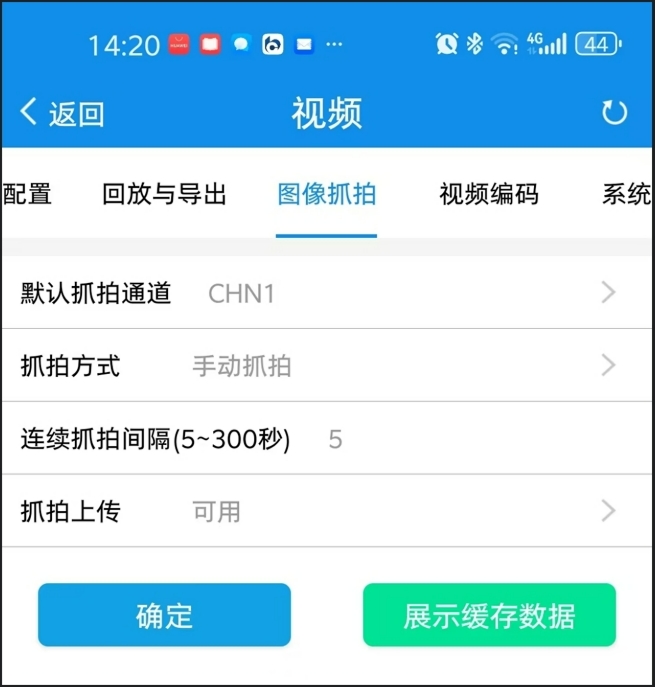 14:20 HUAWEI ... 4G 44
返回 视频
配置 回放与导出 图像抓拍 视频编码 系统
默认抓拍通道 CHN1
抓拍方式 手动抓拍
连续抓拍间隔(5~300秒) 5
抓拍上传 可用
确定 展示缓存数据